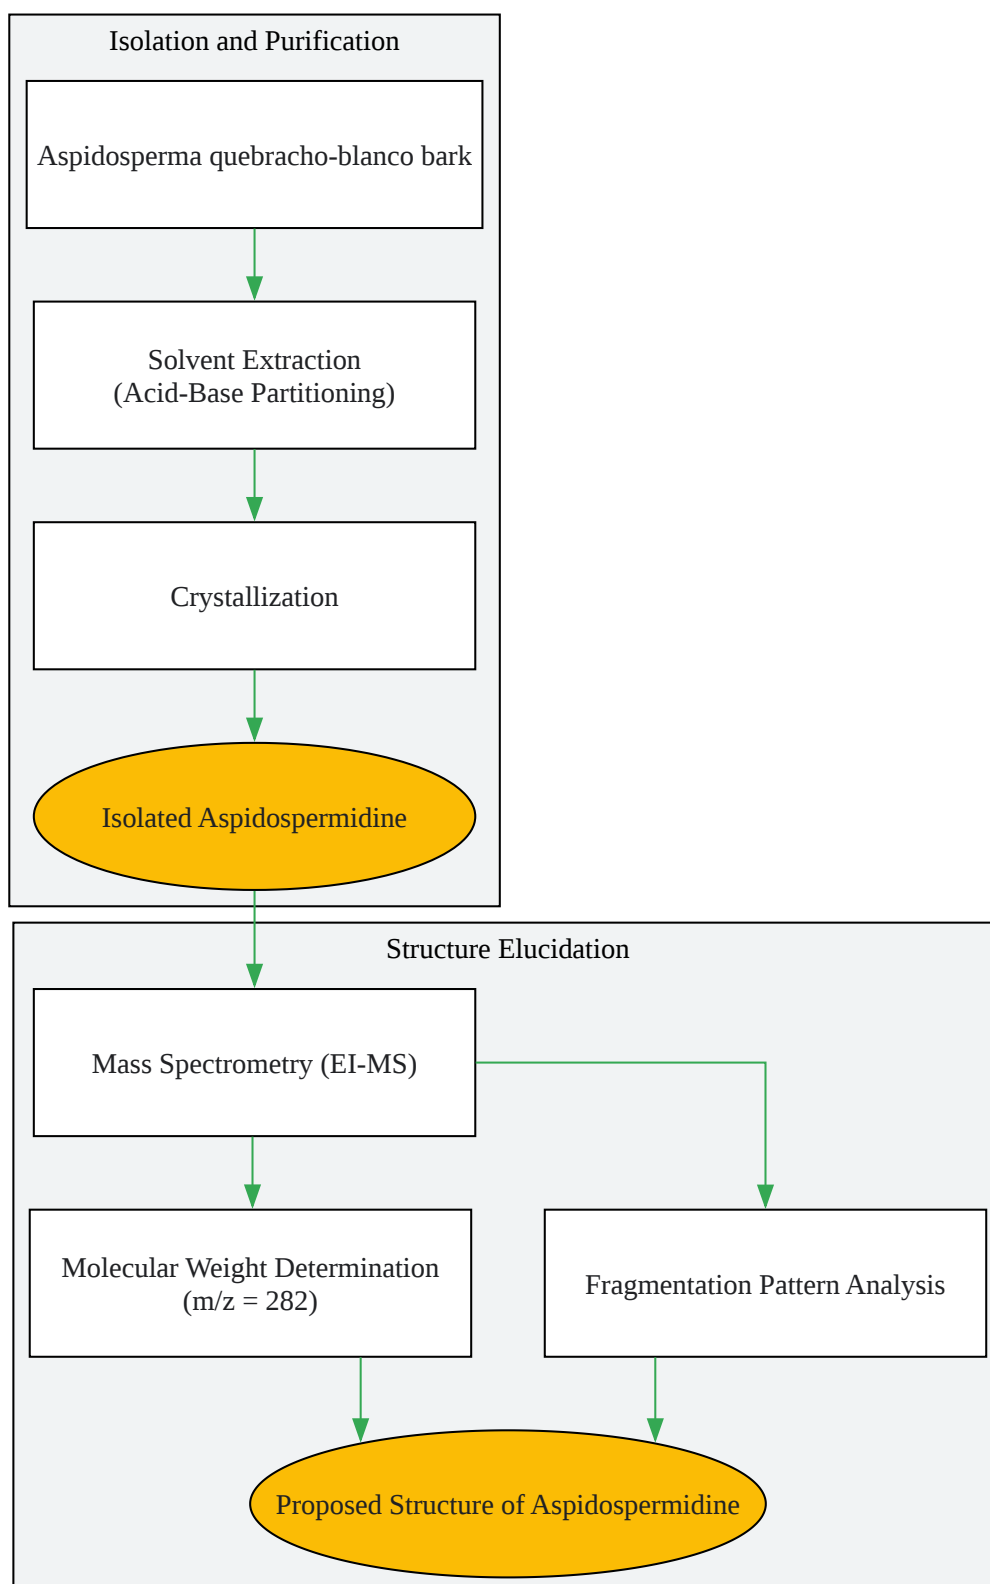 Isolation and Purification
Aspidosperma quebracho-blanco bark
Solvent Extraction
(Acid-Base Partitioning)
Crystallization
Isolated Aspidospermidine
Structure Elucidation
Mass Spectrometry (EI-MS)
Molecular Weight Determination
(m/z = 282)
Fragmentation Pattern Analysis
Proposed Structure of Aspidospermidine